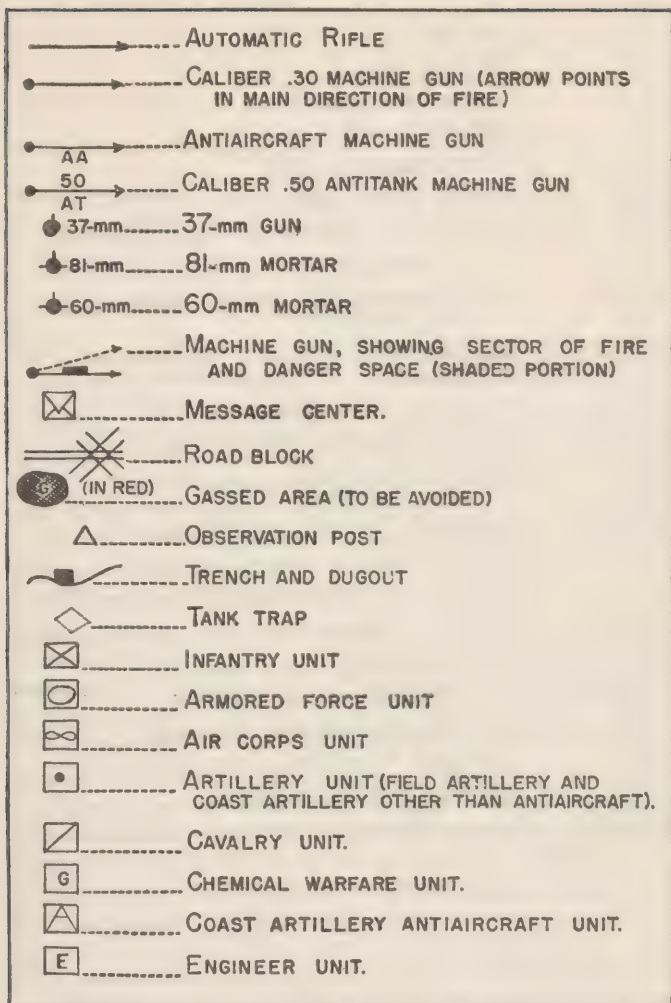 AUTOMATIC RIFLE
CALIBER .30 MACHINE GUN (ARROW POINTS
IN MAIN DIRECTION OF FIRE)
AA
ANTIAIRCRAFT MACHINE GUN
50
AT
CALIBER .50 ANTITANK MACHINE GUN
37-mm 37-mm GUN
81-mm 81-mm MORTAR
60-mm 60-mm MORTAR
MACHINE GUN, SHOWING SECTOR OF FIRE
AND DANGER SPACE (SHADED PORTION)
MESSAGE CENTER.
ROAD BLOCK
G (IN RED) GASSED AREA (TO BE AVOIDED)
OBSERVATION POST
TRENCH AND DUGOUT
TANK TRAP
INFANTRY UNIT
ARMORED FORCE UNIT
AIR CORPS UNIT
ARTILLERY UNIT (FIELD ARTILLERY AND
COAST ARTILLERY OTHER THAN ANTIAIRCRAFT).
CAVALRY UNIT.
G CHEMICAL WARFARE UNIT.
COAST ARTILLERY ANTIAIRCRAFT UNIT.
E ENGINEER UNIT.